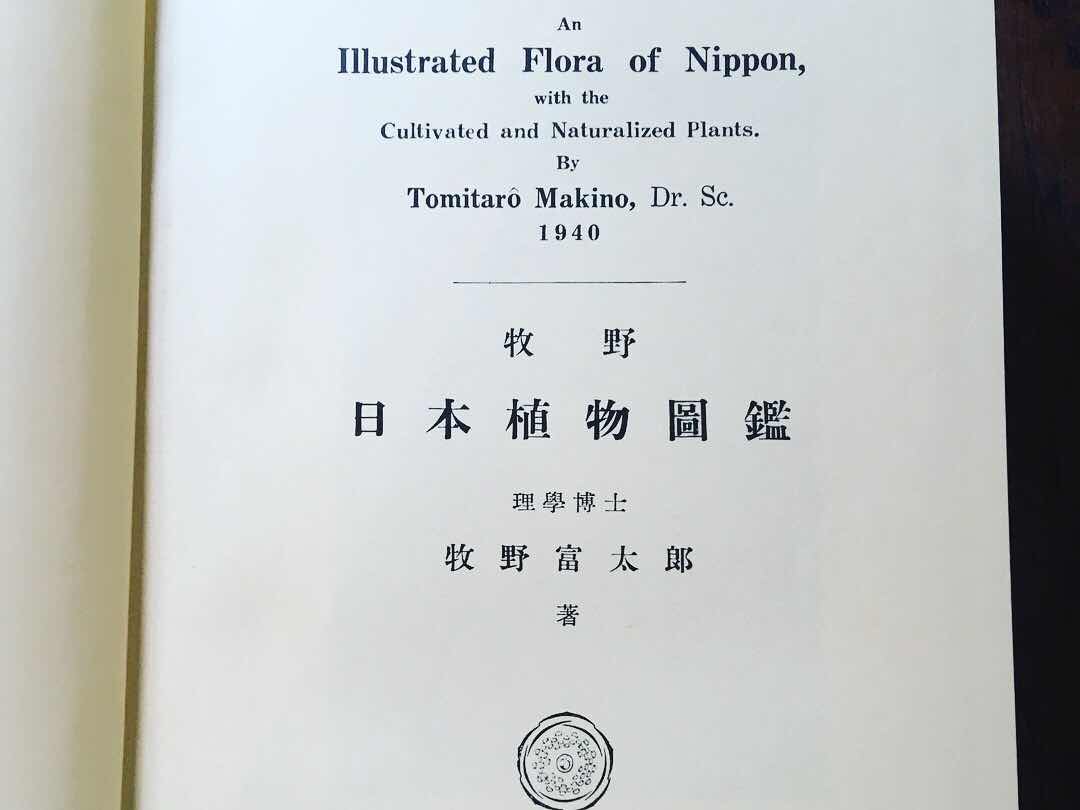 An
Illustrated Flora of Nippon,
with the
Cultivated and Naturalized Plants.
By
Tomitarô Makino, Dr. Sc.
1940
牧野
日本植物圖鑑
理學博士
牧野富太郎
著